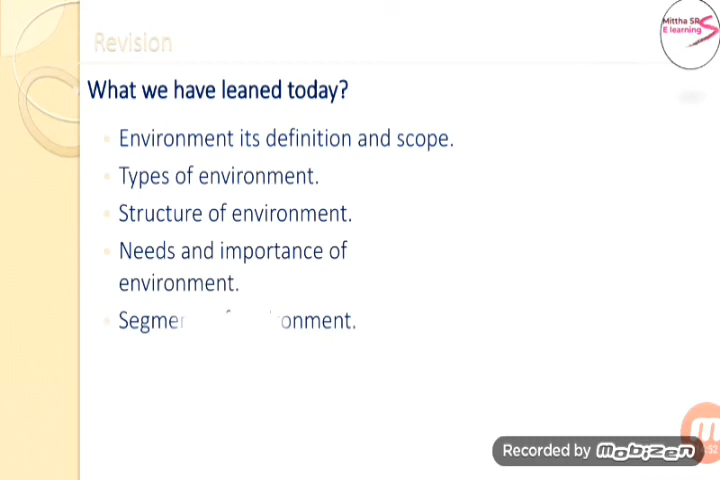 Mittha SR
E learning
Revision
What we have leaned today?
Environment its definition and scope.
Types of environment.
Structure of environment.
Needs and importance of
environment.
Recorded by Mobizen